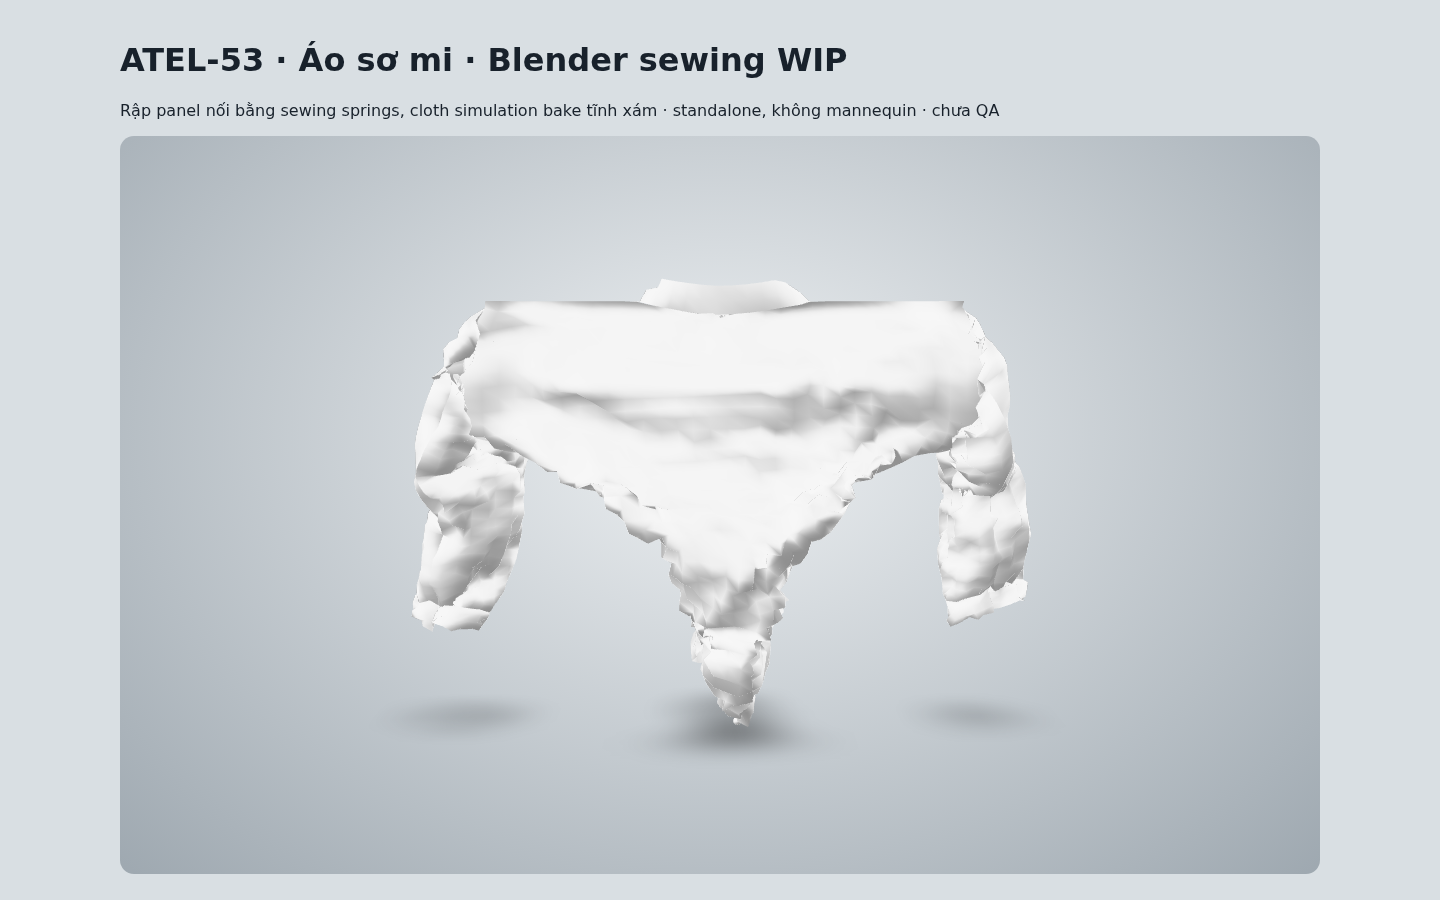 ATEL-53 · Áo sơ mi · Blender sewing WIP
Rập panel nối bằng sewing springs, cloth simulation bake tĩn xám · standalone, không mannequin · chưa QA